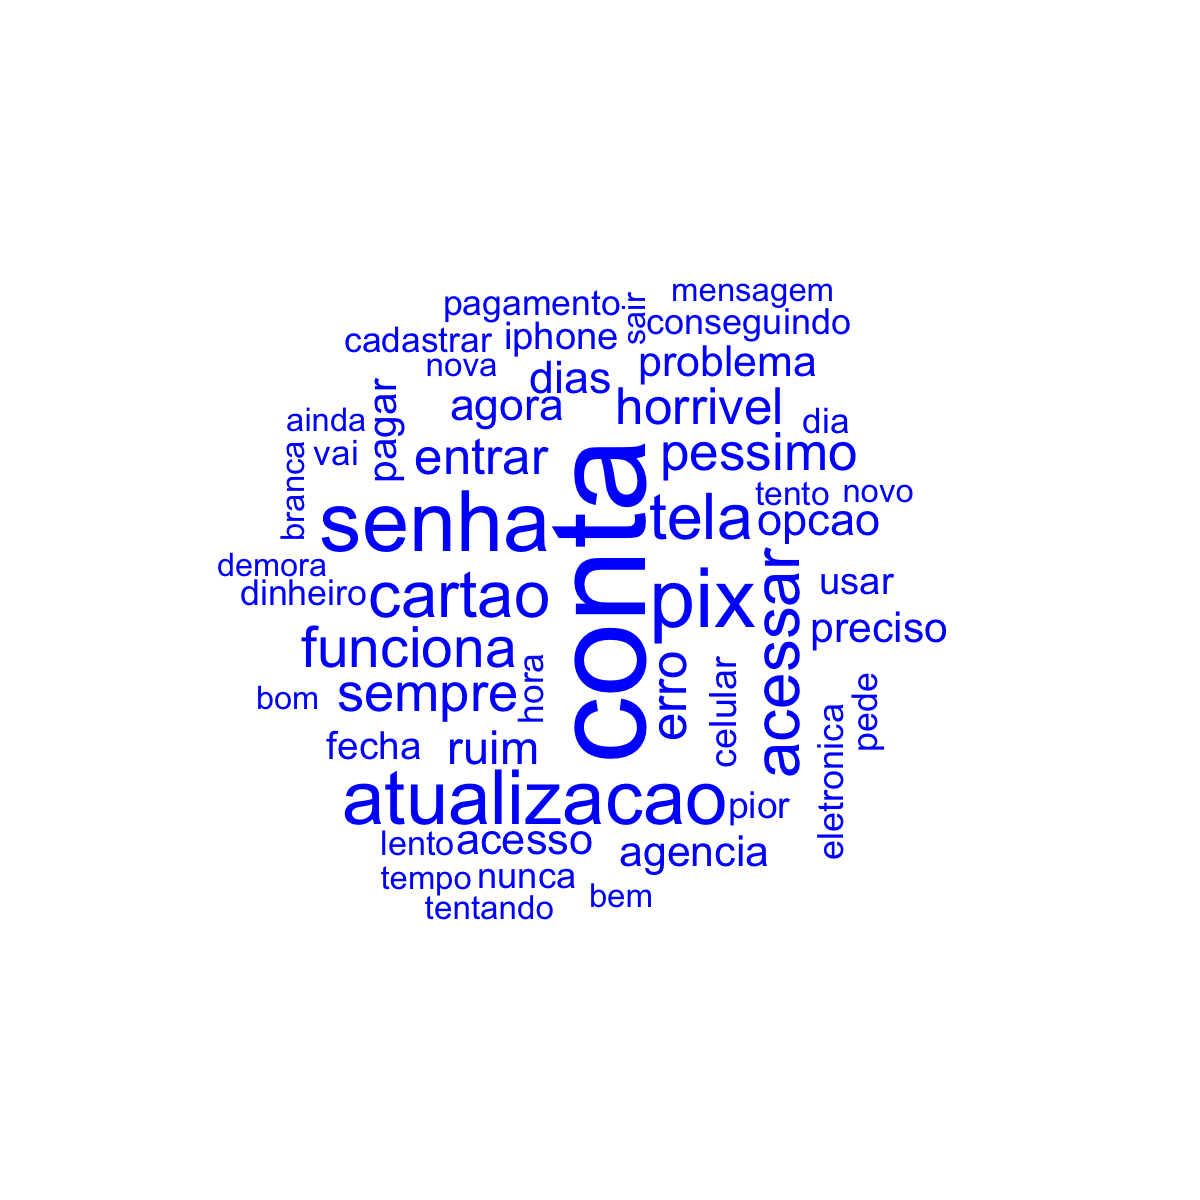 mensagem
pagamento
sair
conseguindo
cadastrar
iphone
nova
problema
dias
agora
horrivel
pagar
ainda
dia
vai
entrar
pessimo
branca
conta
tento
novo
senha
tela
opcao
demora
dinheiro
cartao
pix
acessar
usar
preciso
funciona
sempre
hora
erro
celular
pede
bom
eletronica
fecha
ruim
atualizacao
pior
lento
acesso
agencia
tempo
nunca
bem
tentando